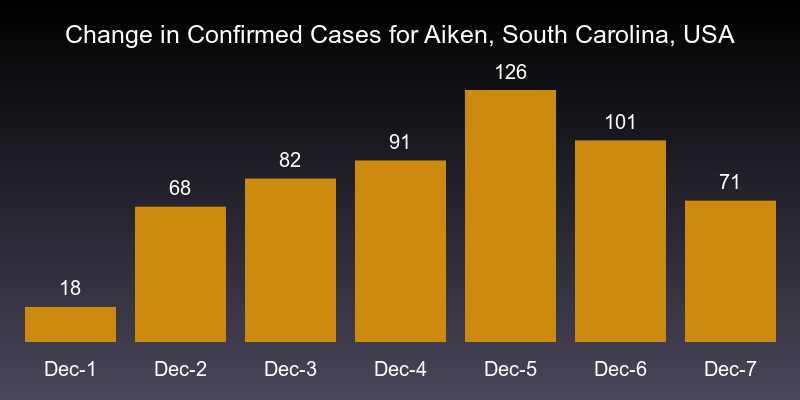 Change in Confirmed Cases for Aiken, South Carolina, USA
18
68
82
91
126
101
71
Dec-1
Dec-2
Dec-3
Dec-4
Dec-5
Dec-6
Dec-7